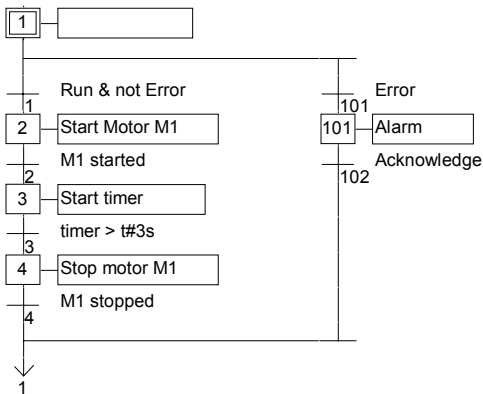 1
Run & not Error
Error
1
101
2
Start Motor M1
101
Alarm
M1 started
Acknowledge
2
102
3
Start timer
timer > t#3s
3
4
Stop motor M1
M1 stopped
4
1